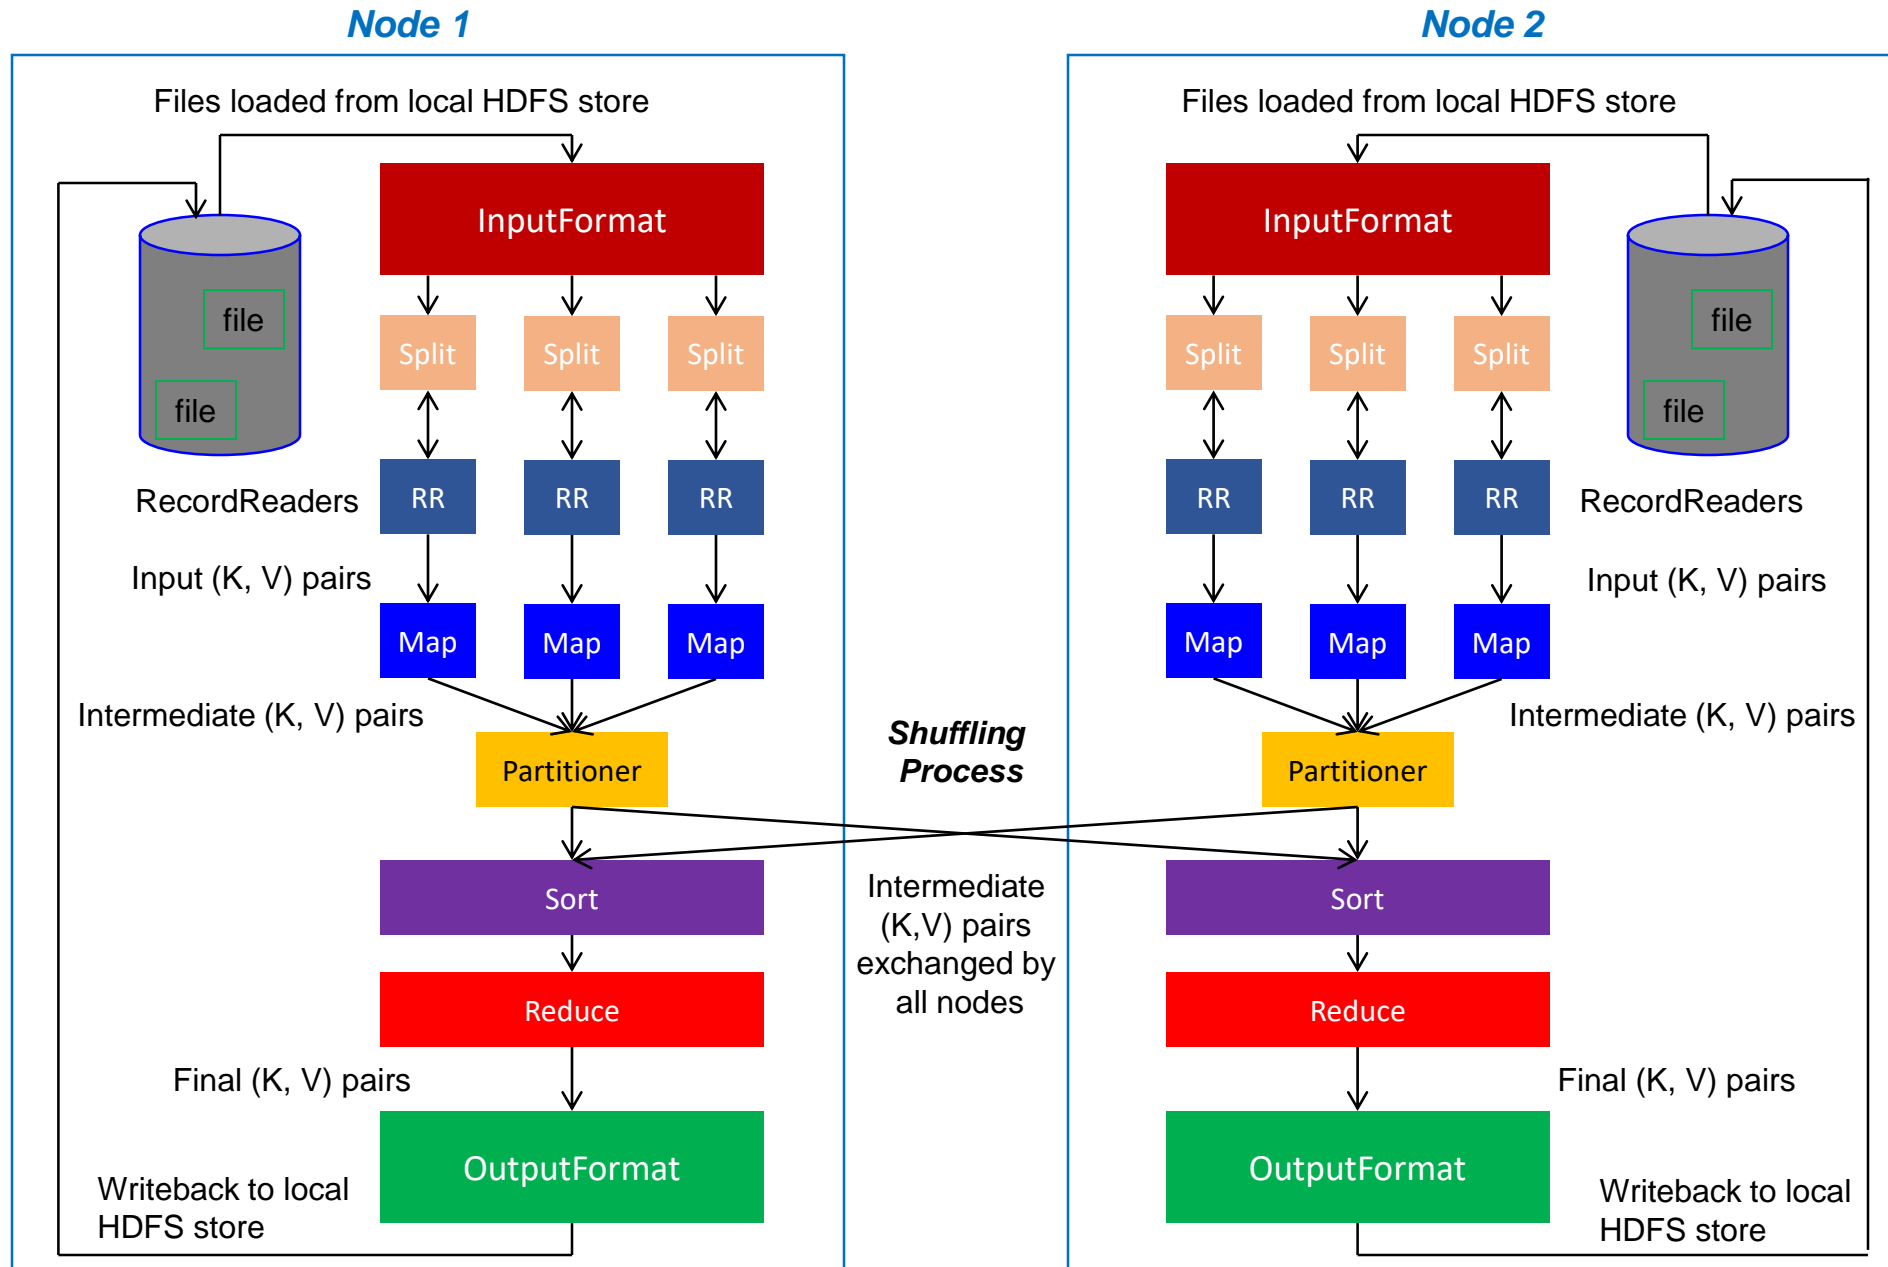 Node 1
Files loaded from local HDFS store
InputFormat
file
file
Split Split Split
RecordReaders
RR RR RR
Input (K, V) pairs
Map Map Map
Intermediate (K, V) pairs
Partitioner
Sort
Reduce
Final (K, V) pairs
OutputFormat
Writeback to local
HDFS store
Shuffling
Process
Intermediate
(K,V) pairs
exchanged by
all nodes
Node 2
Files loaded from local HDFS store
InputFormat
file
file
Split Split Split
RR RR RR
RecordReaders
Input (K, V) pairs
Map Map Map
Intermediate (K, V) pairs
Partitioner
Sort
Reduce
Final (K, V) pairs
OutputFormat
Writeback to local
HDFS store